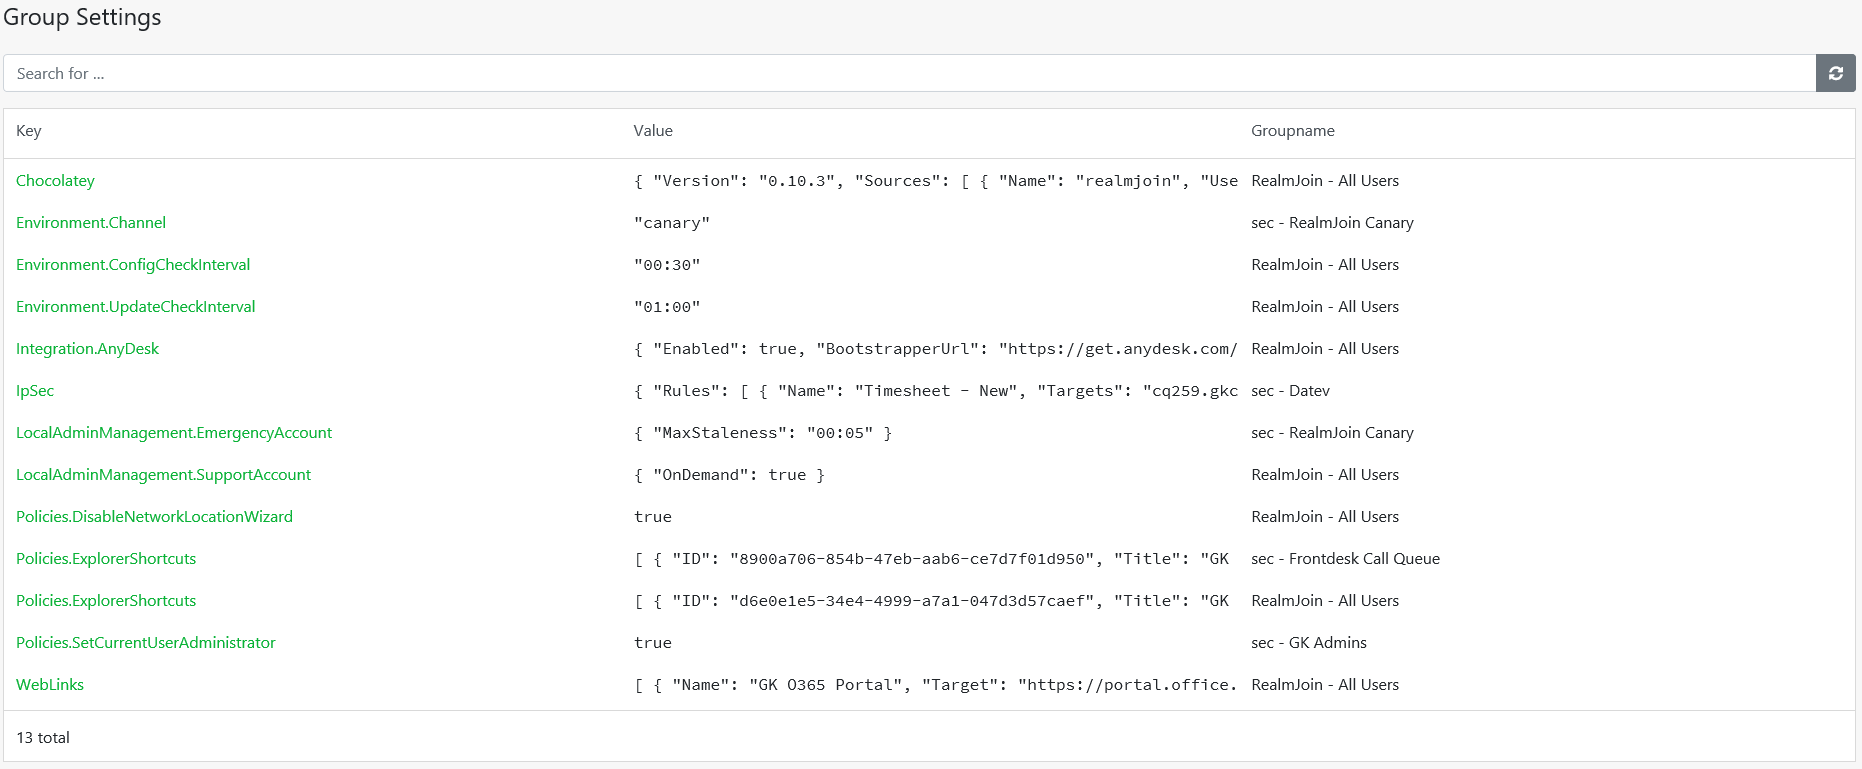 Group Settings
Search for ...
Key Value Groupname
Chocolatey { "Version": "0.10.3", "Sources": [ { "Name": "realmjoin", "Use RealmJoin - All Users
Environment.Channel "canary" sec - RealmJoin Canary
Environment.ConfigCheckInterval "00:30" RealmJoin - All Users
Environment.UpdateCheckInterval "01:00" RealmJoin - All Users
Integration.AnyDesk { "Enabled": true, "BootstrapperUrl": "https://get.anydesk.com/ RealmJoin - All Users
IpSec { "Rules": [ { "Name": "Timesheet - New", "Targets": "cq259.gkc sec - Datev
LocalAdminManagement.EmergencyAccount { "MaxStaleness": "00:05" } sec - RealmJoin Canary
LocalAdminManagement.SupportAccount { "OnDemand": true } RealmJoin - All Users
Policies.DisableNetworkLocationWizard true RealmJoin - All Users
Policies.ExplorerShortcuts [ { "ID": "8900a706-854b-47eb-aab6-ce7d7f01d950", "Title": "GK sec - Frontdesk Call Queue
Policies.ExplorerShortcuts [ { "ID": "d6e0e1e5-34e4-4999-a7a1-047d3d57caef", "Title": "GK RealmJoin - All Users
Policies.SetCurrentUserAdministrator true sec - GK Admins
WebLinks [ { "Name": "GK O365 Portal", "Target": "https://portal.office. RealmJoin - All Users
13 total